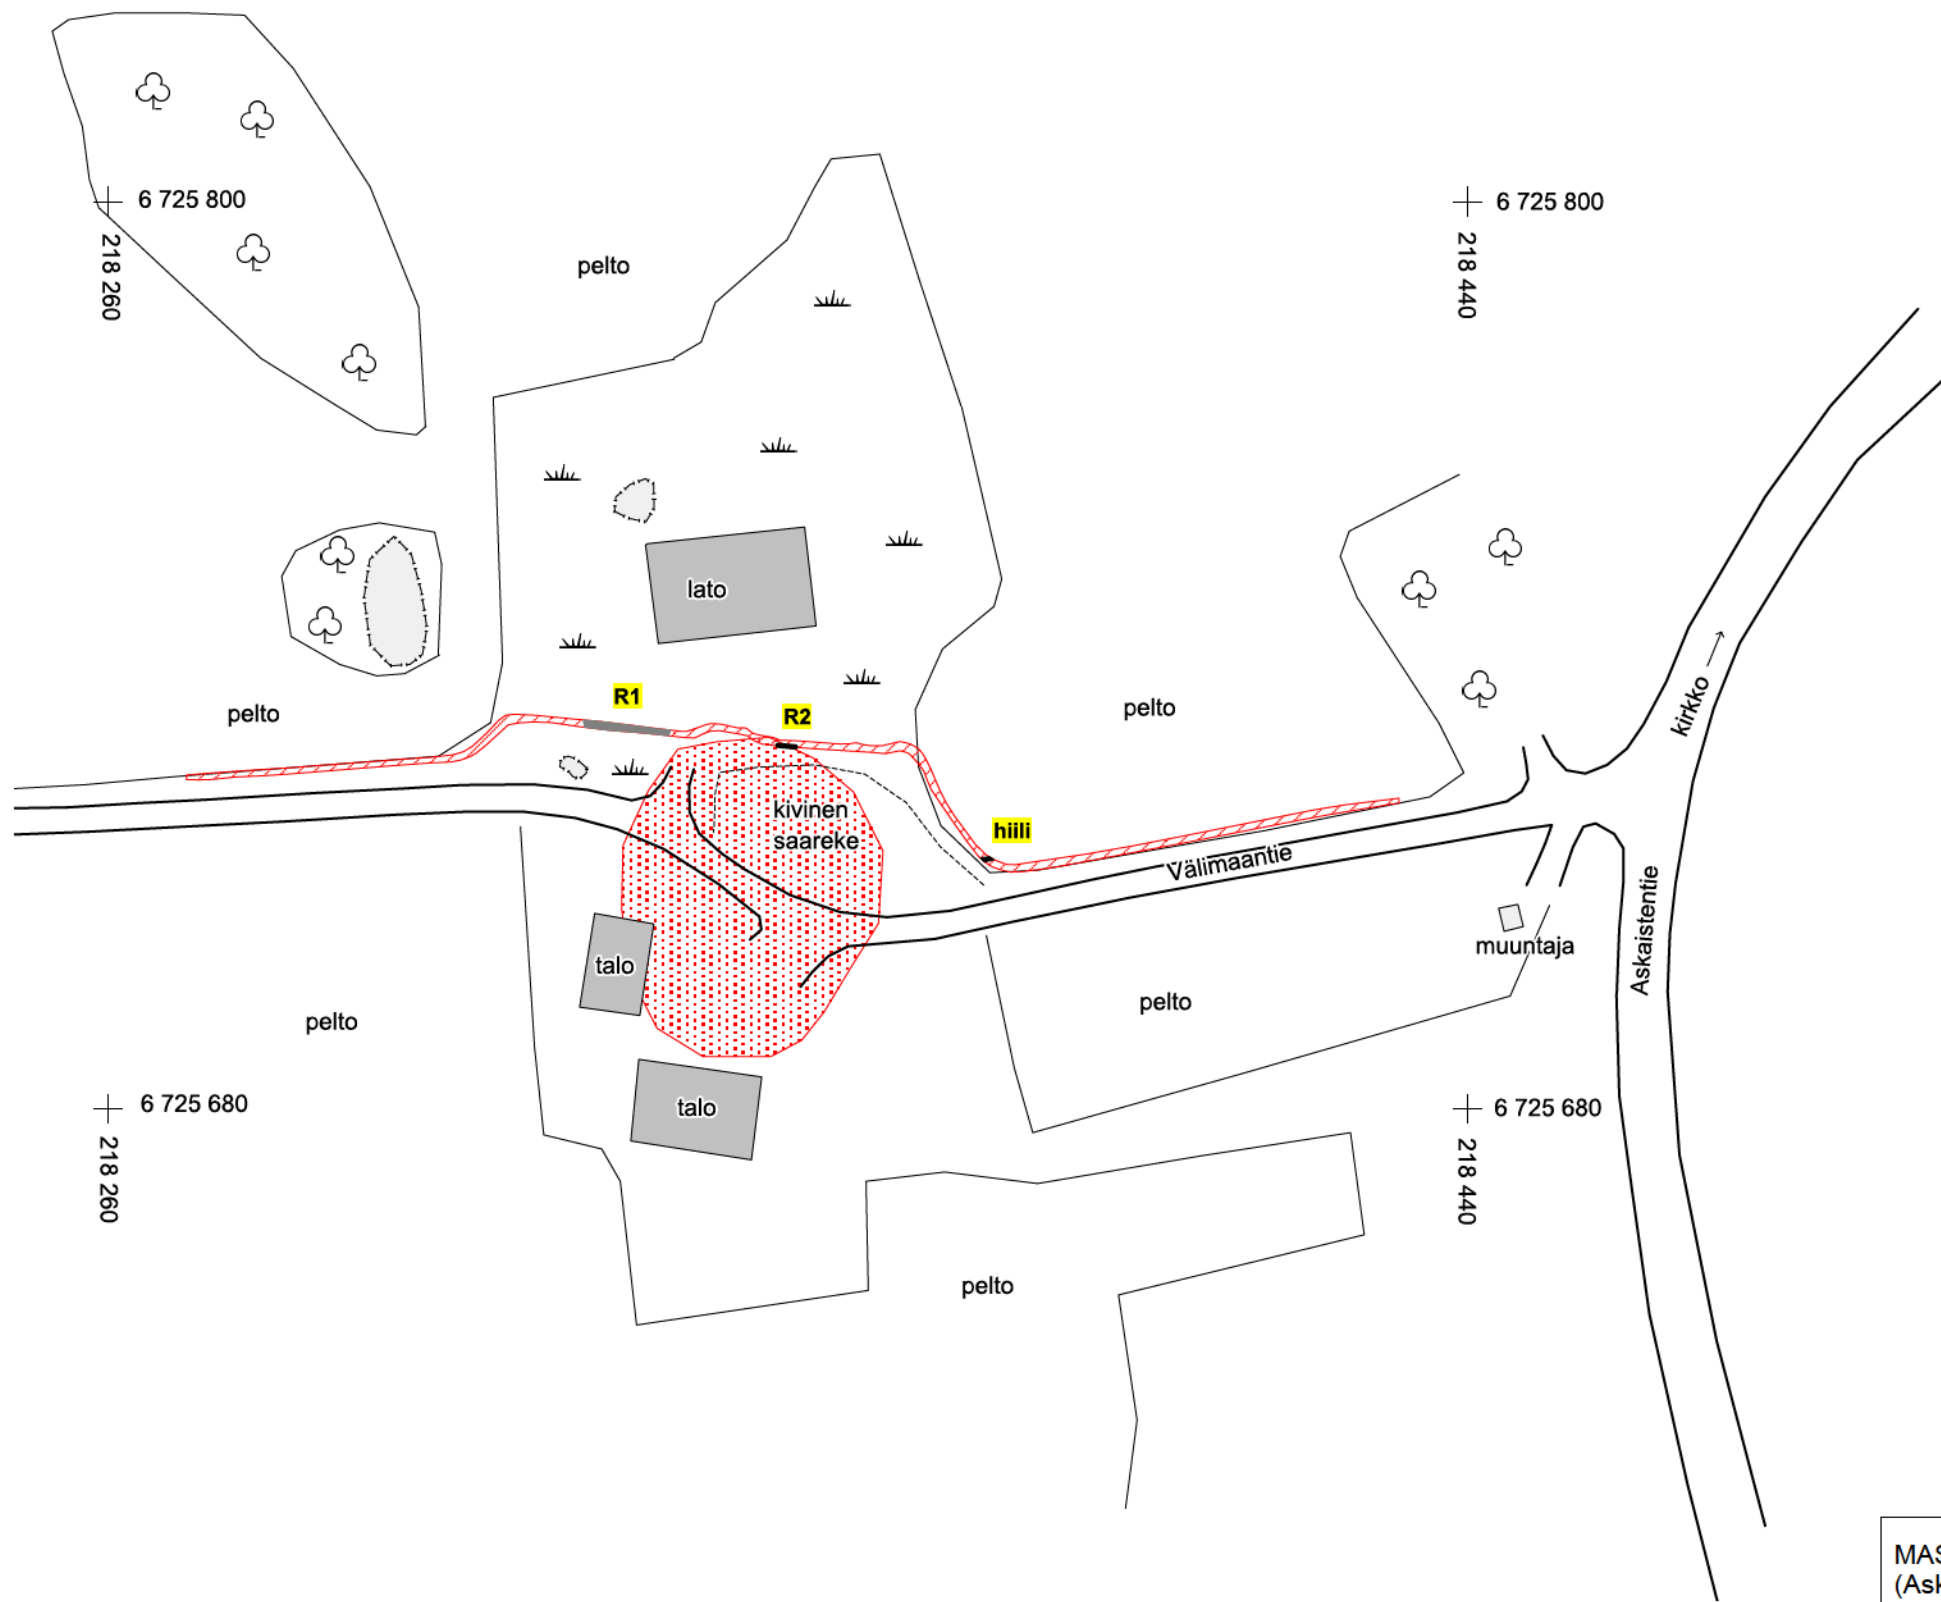 6 725 800
218 260
6 725 800
218 440
pelto
lato
R1
R2
pelto
pelto
kirkko
kivinen
saareke
hiili
Välimaantie
Askaistentie
muuntaja
talo
pelto
pelto
6 725 680
218 260
talo
6 725 680
218 440
pelto
MAS
(Ask